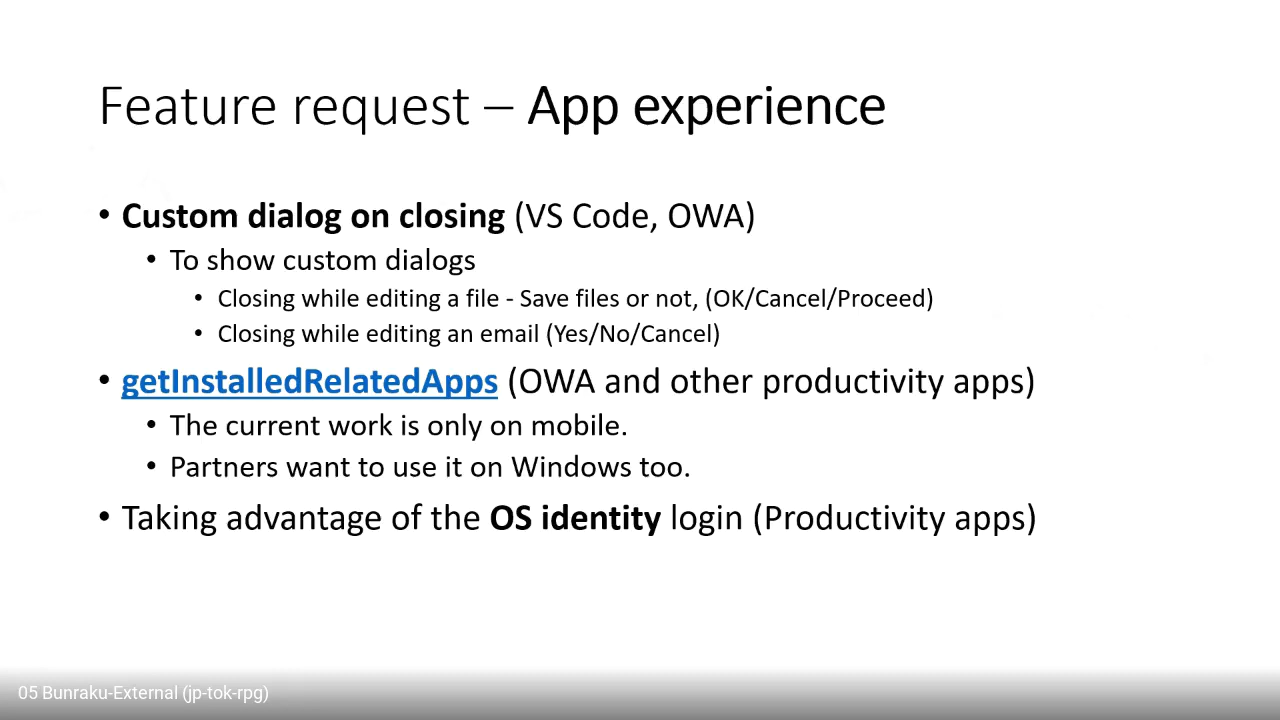 Feature request – App experience
• Custom dialog on closing (VS Code, OWA)
• To show custom dialogs
• Closing while editing a file - Save files or not, (OK/Cancel/Proceed)
• Closing while editing an email (Yes/No/Cancel)
• getInstalledRelatedApps (OWA and other productivity apps)
• The current work is only on mobile.
• Partners want to use it on Windows too.
• Taking advantage of the OS identity login (Productivity apps)
05 Bunraku-External (jp-tok-rpg)